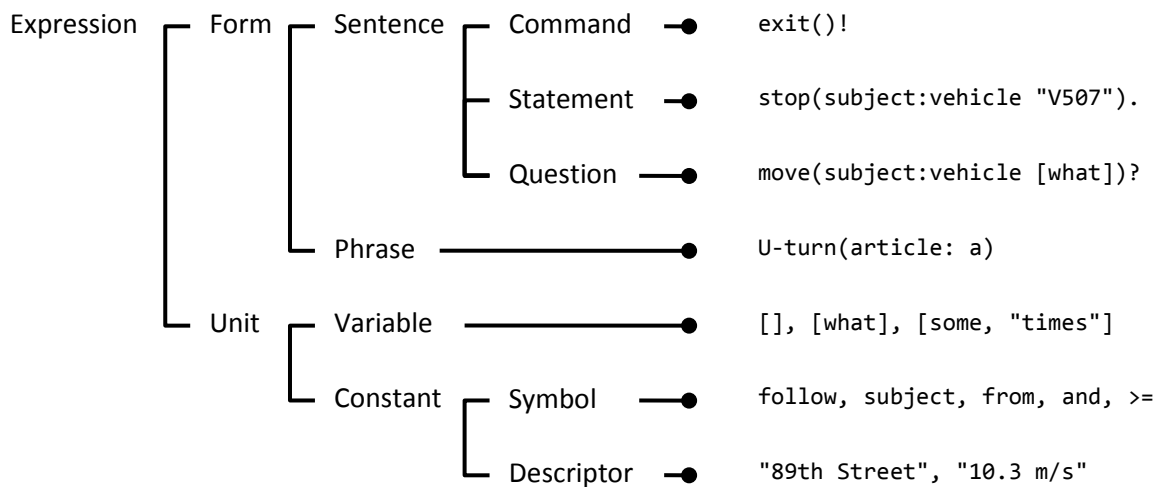 Expression Form Sentence Command exit()!
Statement stop(subject:vehicle "V507").
Question move(subject:vehicle [what])?
Phrase U-turn(article: a)
Unit Variable [], [what], [some, "times"]
Constant Symbol follow, subject, from, and, >=
Descriptor "89th Street", "10.3 m/s"